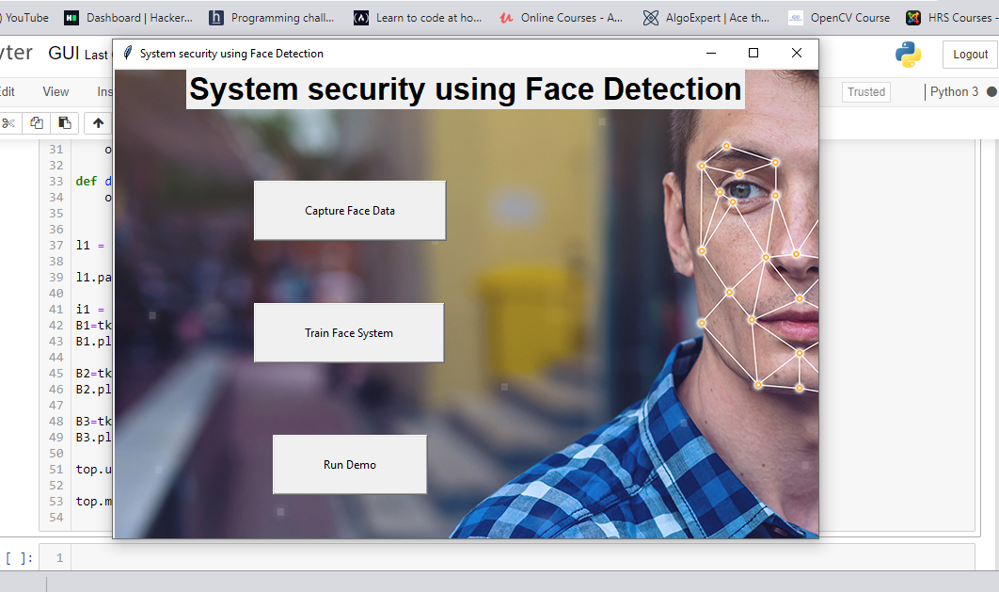 ) YouTube
Dashboard | Hacker...
Programming chall...
Learn to code at ho...
Online Courses - A...
AlgoExpert | Ace th...
OpenCV Course
HRS Courses -
yter GUI Last
System security using Face Detection
Logout
dit View Ins
Trusted
Python 3
System security using Face Detection
Capture Face Data
Train Face System
Run Demo
31 o
32
33 def d
34 o
35
36
37 l1 =
38
39 l1.pa
40
41 i1 =
42 B1=tk
43 B1.pl
44
45 B2=tk
46 B2.pl
47
48 B3=tk
49 B3.pl
50
51 top.u
52
53 top.m
54
[ ]: 1